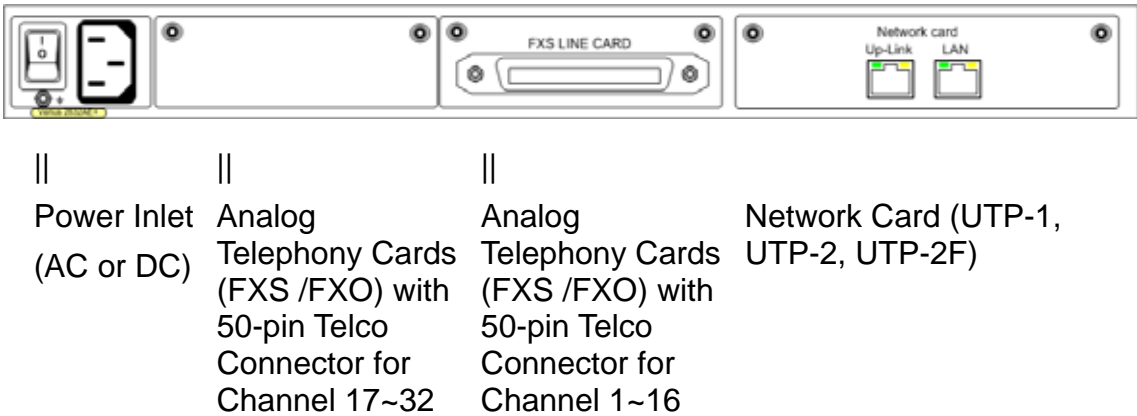 FXS LINE CARD
Network card
Up-Link LAN
Venus 2832AE+
|| || ||
Power Inlet
(AC or DC)
Analog
Telephony Cards
(FXS /FXO) with
50-pin Telco
Connector for
Channel 17~32
Analog
Telephony Cards
(FXS /FXO) with
50-pin Telco
Connector for
Channel 1~16
Network Card (UTP-1,
UTP-2, UTP-2F)